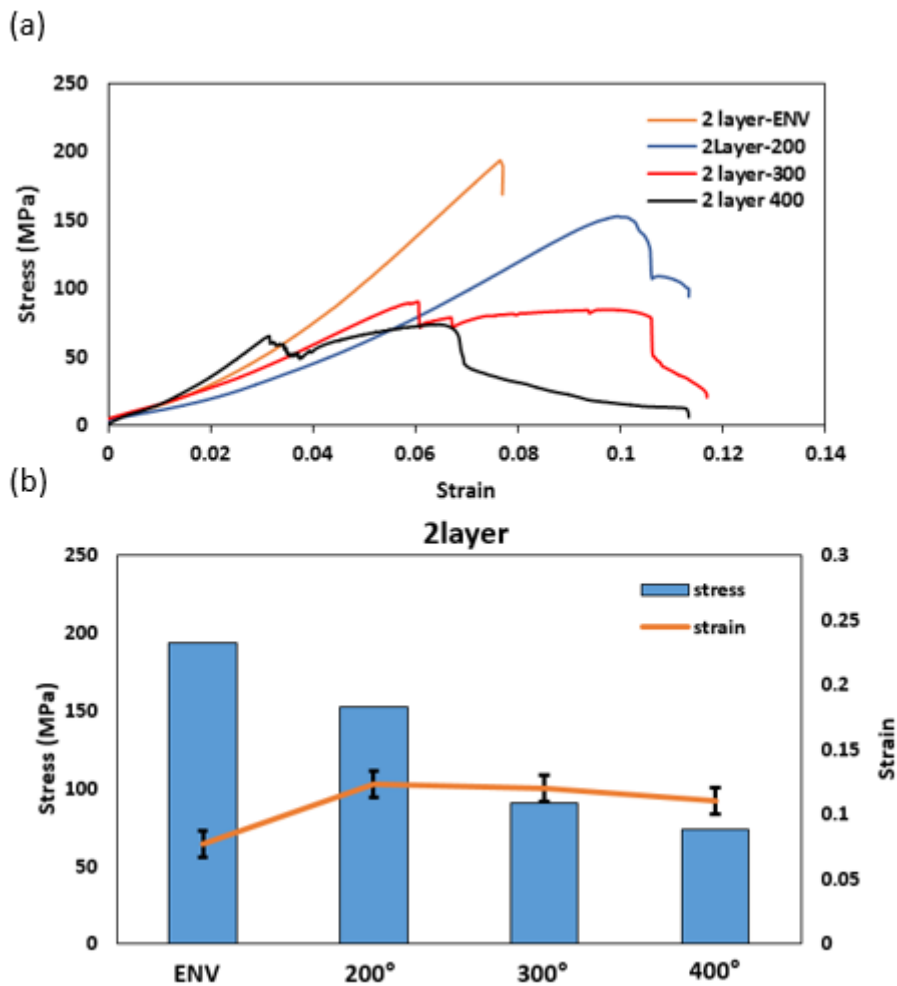 (a)
250
200
150
100
50
0
Stress (MPa)
2 layer-ENV
2Layer-200
2 layer-300
2 layer 400
0 0.02 0.04 0.06 0.08 0.1 0.12 0.14
Strain
(b)
2layer
250
200
150
100
50
0
Stress (MPa)
stress
strain
0.3
0.25
0.2
0.15
0.1
0.05
0
Strain
ENV 200° 300° 400°